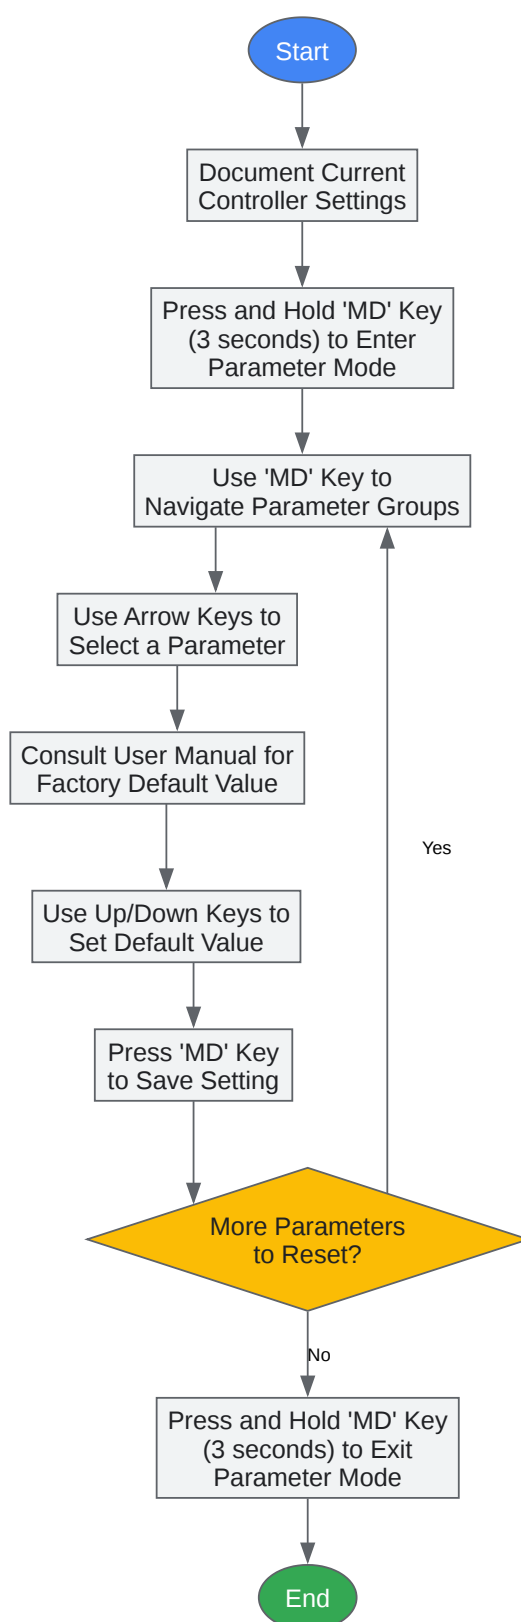 Start
Document Current
Controller Settings
Press and Hold 'MD' Key
(3 seconds) to Enter
Parameter Mode
Use 'MD' Key to
Navigate Parameter Groups
Use Arrow Keys to
Select a Parameter
Consult User Manual for
Factory Default Value
Yes
Use Up/Down Keys to
Set Default Value
Press 'MD' Key
to Save Setting
More Parameters
to Reset?
No
Press and Hold 'MD' Key
(3 seconds) to Exit
Parameter Mode
End